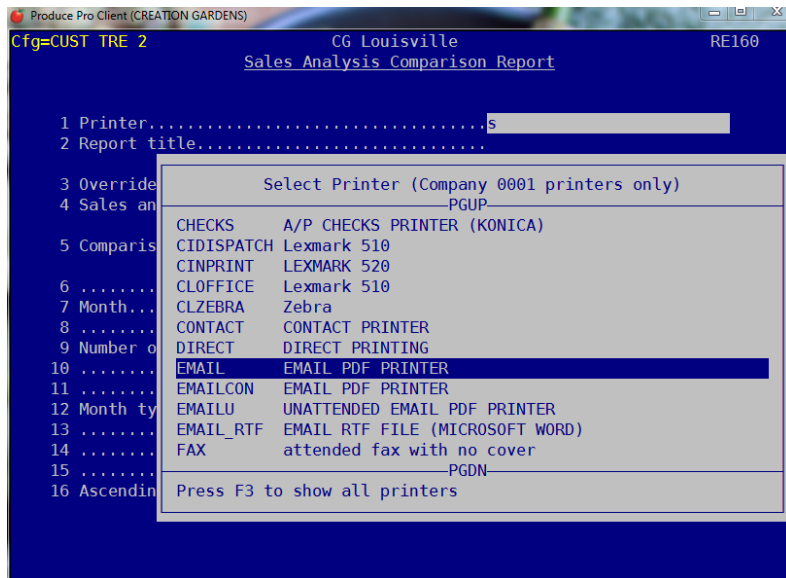 Produce Pro Client (CREATION GARDENS)
Cfg=CUST TRE 2 CG Louisville RE160
Sales Analysis Comparison Report
1 Printer..................................s
2 Report title.............................
3 Override
4 Sales an
5 Comparis
6 ........
7 Month...
8 ........
9 Number o
10 ........
11 ........
12 Month ty
13 ........
14 ........
15 ........
16 Ascendin
Select Printer (Company 0001 printers only)
PGUP
CHECKS A/P CHECKS PRINTER (KONICA)
CIDISPATCH Lexmark 510
CINPRINT LEXMARK 520
CLOFFICE Lexmark 510
CLZEBRA Zebra
CONTACT CONTACT PRINTER
DIRECT DIRECT PRINTING
EMAIL EMAIL PDF PRINTER
EMAILCON EMAIL PDF PRINTER
EMAILU UNATTENDED EMAIL PDF PRINTER
EMAIL_RTF EMAIL RTF FILE (MICROSOFT WORD)
FAX attended fax with no cover
PGDN
Press F3 to show all printers